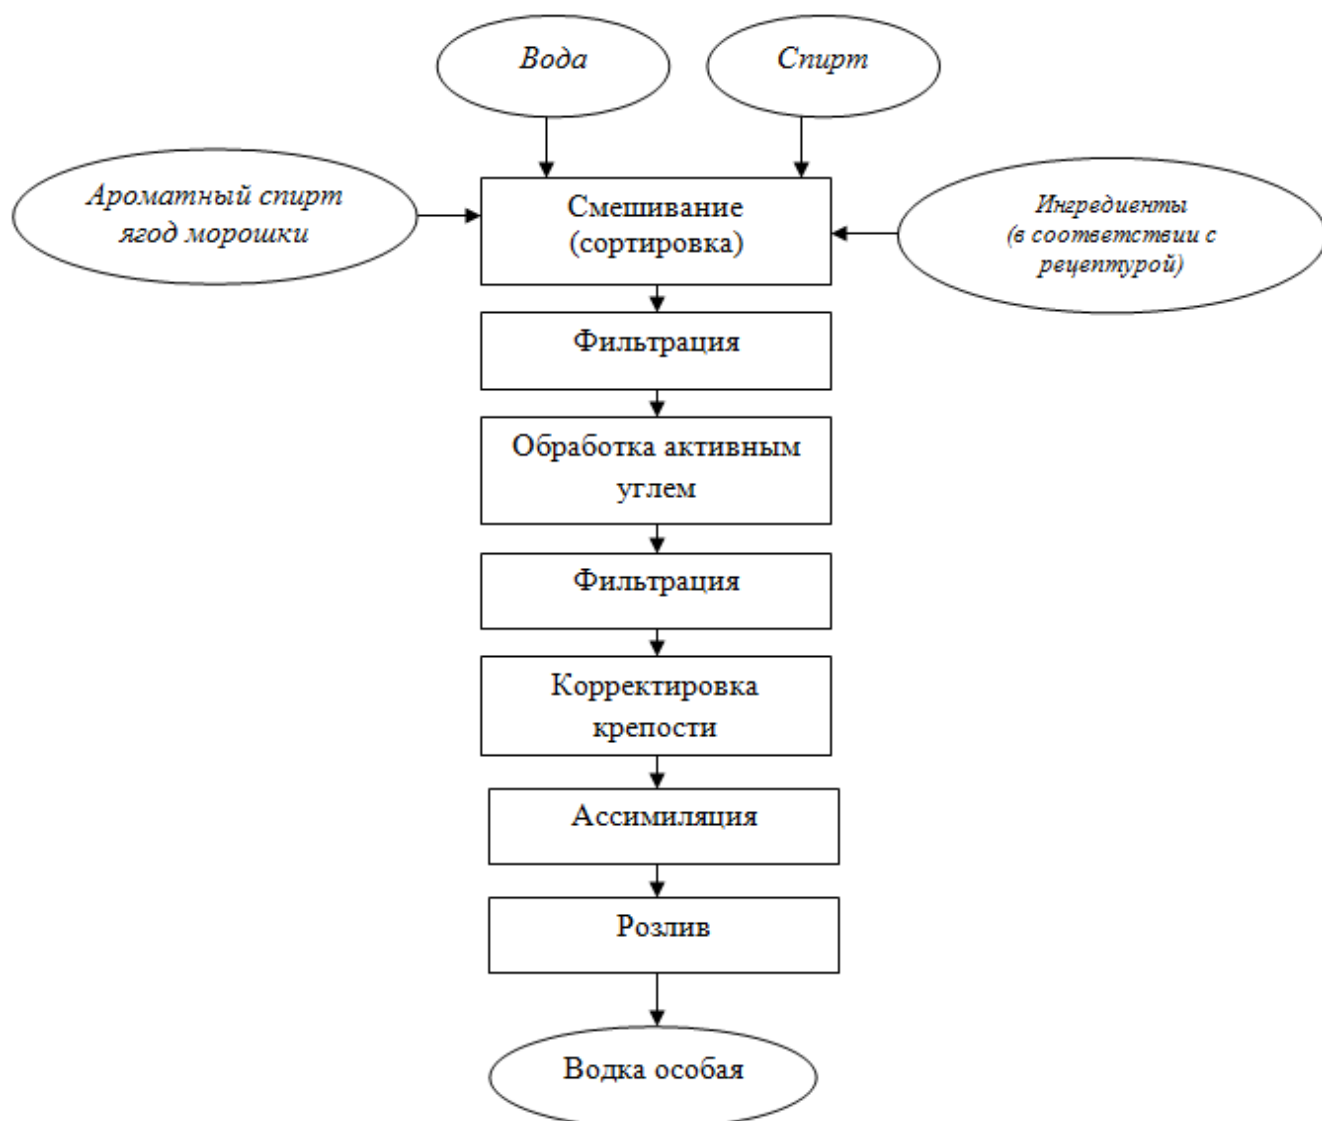 Вода
Спирт
Ароматный спирт
ягод морошки
Смешивание
(сортировка)
Ингредиенты
(в соответствии с
рецептурой)
Фильтрация
Обработка активным
углем
Фильтрация
Корректировка
крепости
Ассимиляция
Розлив
Водка особая